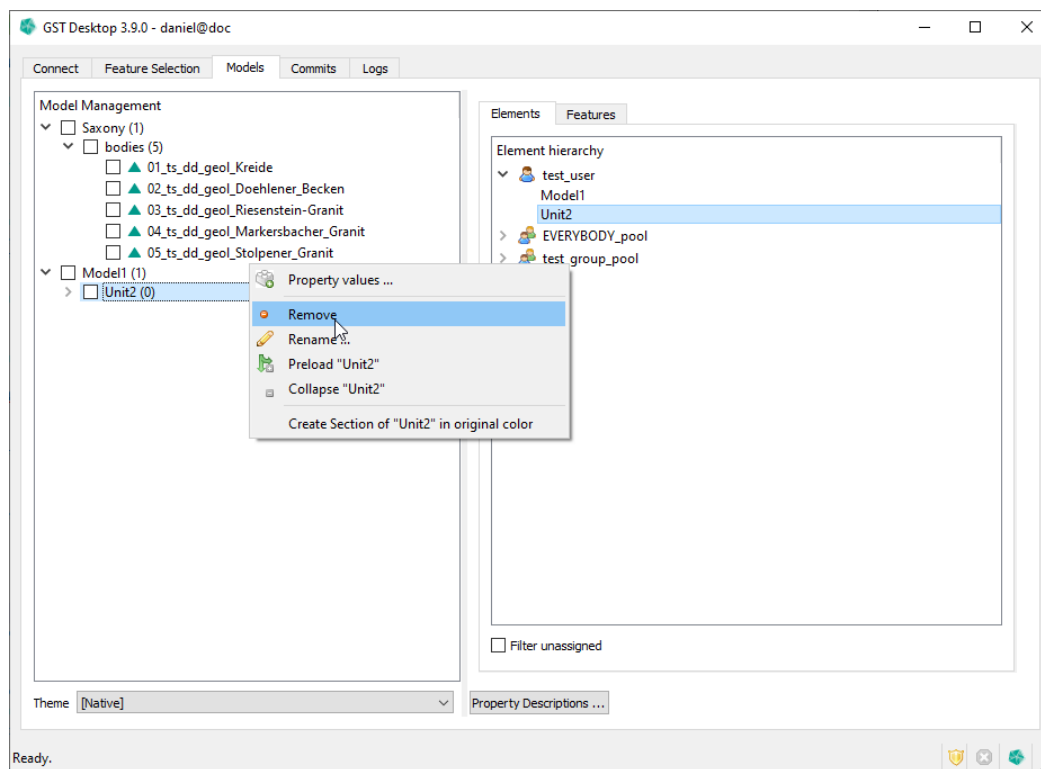 GST Desktop 3.9.0 - daniel@doc
Connect Feature Selection Models Commits Logs
Model Management
Saxony (1)
bodies (5)
01_ts_dd_geol_Kreide
02_ts_dd_geol_Doehlener_Becken
03_ts_dd_geol_Riesenstein-Granit
04_ts_dd_geol_Markersbacher_Granit
05_ts_dd_geol_Stolpener_Granit
Model1 (1)
Unit2 (0)
Property values ...
Remove
Rename ...
Preload "Unit2"
Collapse "Unit2"
Create Section of "Unit2" in original color
Elements Features
Element hierarchy
test_user
Model1
Unit2
EVERYBODY_pool
test_group_pool
Filter unassigned
Theme [Native]
Property Descriptions ...
Ready.